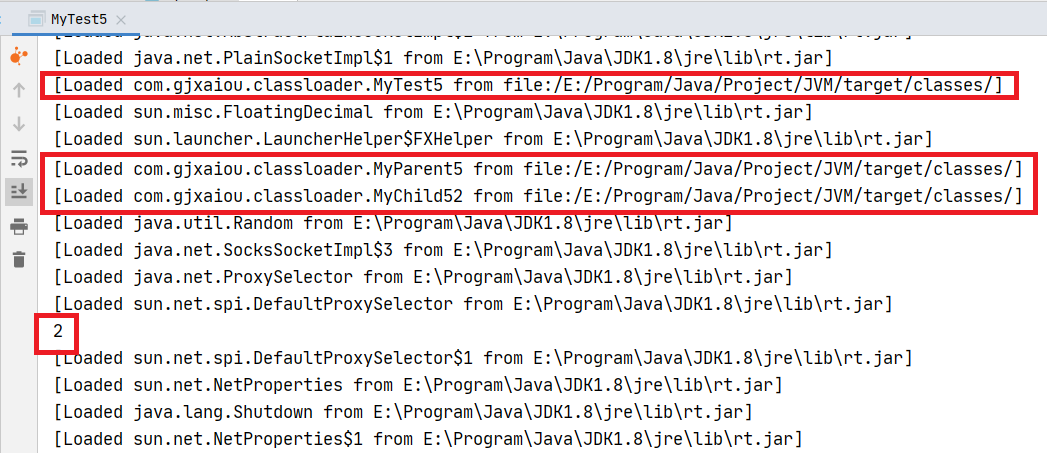 MyTest5
[Loaded java.net.PlainSocketImpl$1 from E:\Program\Java\JDK1.8\jre\lib\rt.jar]
[Loaded com.gjxaiou.classloader.MyTest5 from file:/E:/Program/Java/Project/JVM/target/classes/]
[Loaded sun.misc.FloatingDecimal from E:\Program\Java\JDK1.8\jre\lib\rt.jar]
[Loaded sun.launcher.LauncherHelper$FXHelper from E:\Program\Java\JDK1.8\jre\lib\rt.jar]
[Loaded com.gjxaiou.classloader.MyParent5 from file:/E:/Program/Java/Project/JVM/target/classes/]
[Loaded com.gjxaiou.classloader.MyChild52 from file:/E:/Program/Java/Project/JVM/target/classes/]
[Loaded java.util.Random from E:\Program\Java\JDK1.8\jre\lib\rt.jar]
[Loaded java.net.SocksSocketImpl$3 from E:\Program\Java\JDK1.8\jre\lib\rt.jar]
[Loaded java.net.ProxySelector from E:\Program\Java\JDK1.8\jre\lib\rt.jar]
[Loaded sun.net.spi.DefaultProxySelector from E:\Program\Java\JDK1.8\jre\lib\rt.jar]
2
[Loaded sun.net.spi.DefaultProxySelector$1 from E:\Program\Java\JDK1.8\jre\lib\rt.jar]
[Loaded sun.net.NetProperties from E:\Program\Java\JDK1.8\jre\lib\rt.jar]
[Loaded java.lang.Shutdown from E:\Program\Java\JDK1.8\jre\lib\rt.jar]
[Loaded sun.net.NetProperties$1 from E:\Program\Java\JDK1.8\jre\lib\rt.jar]